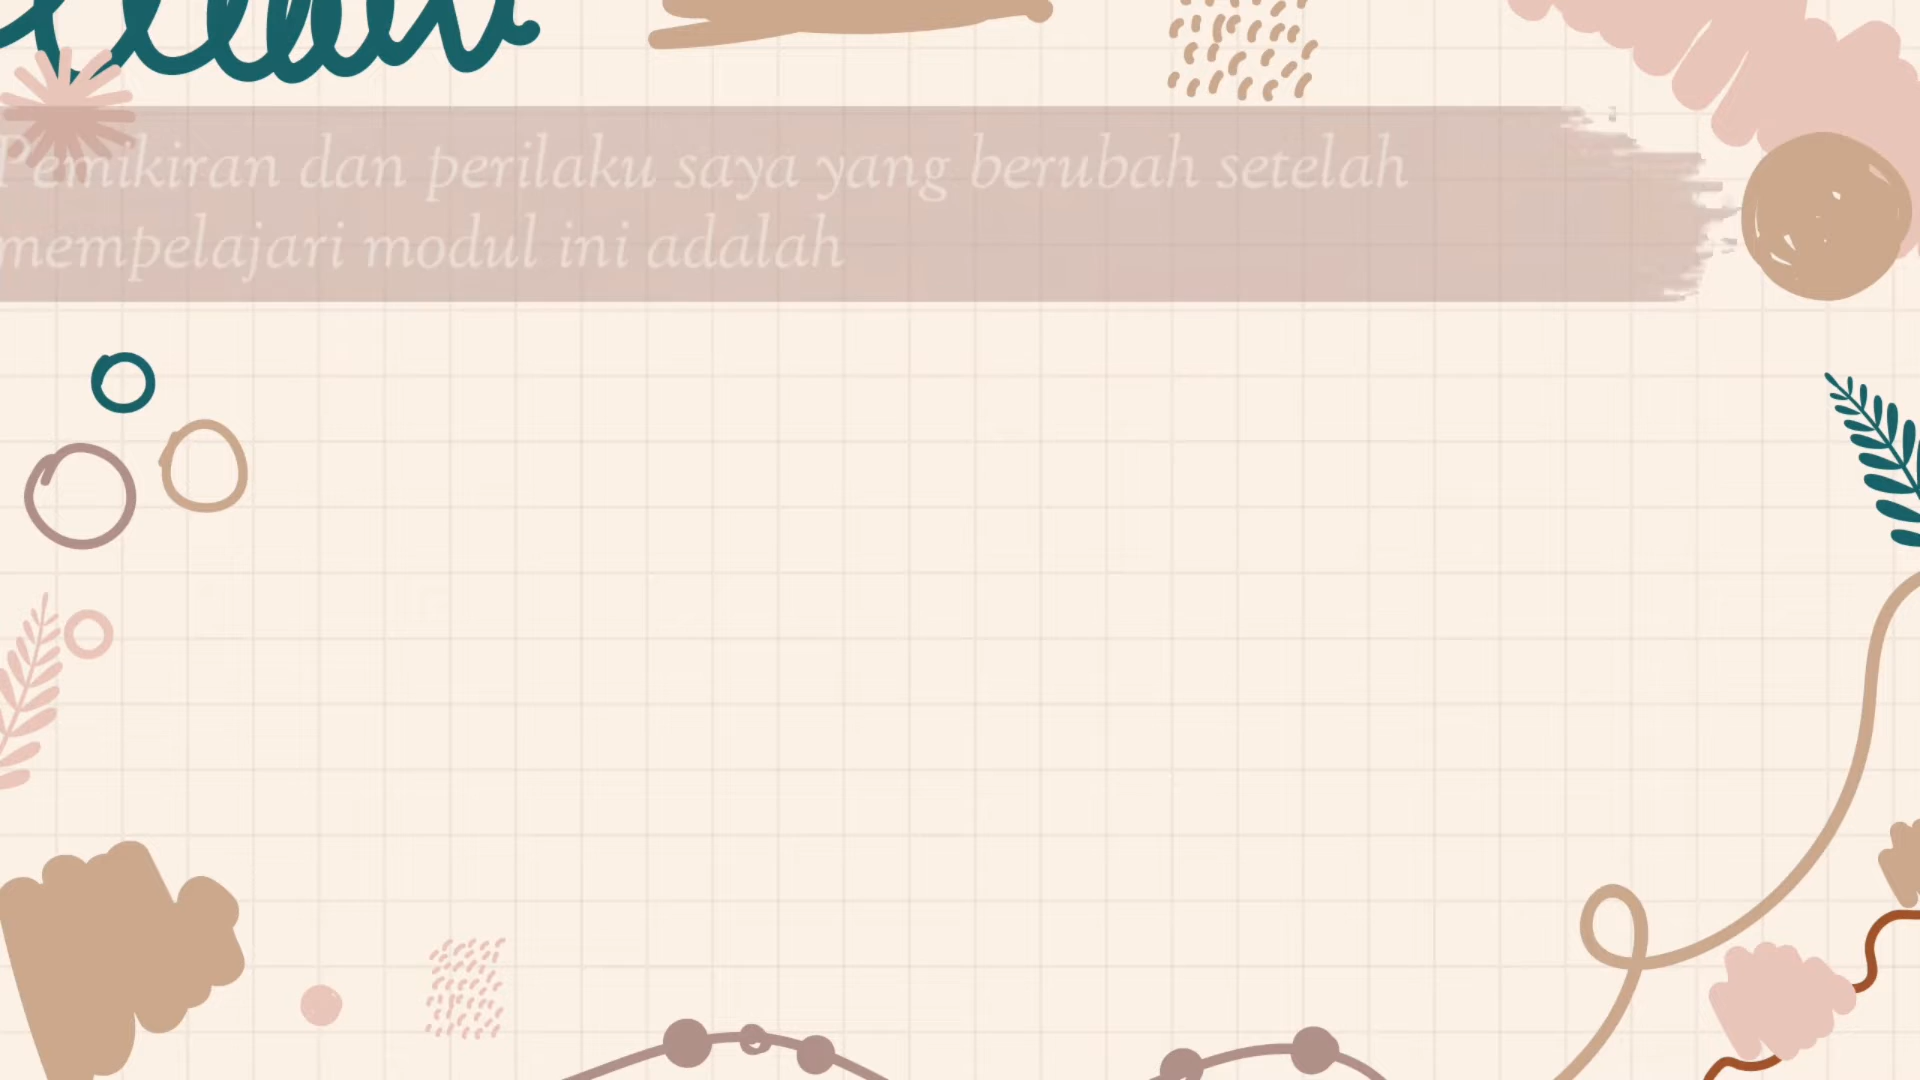 Pemikiran dan perilaku saya yang berubah setelah
mempelajari modul ini adalah